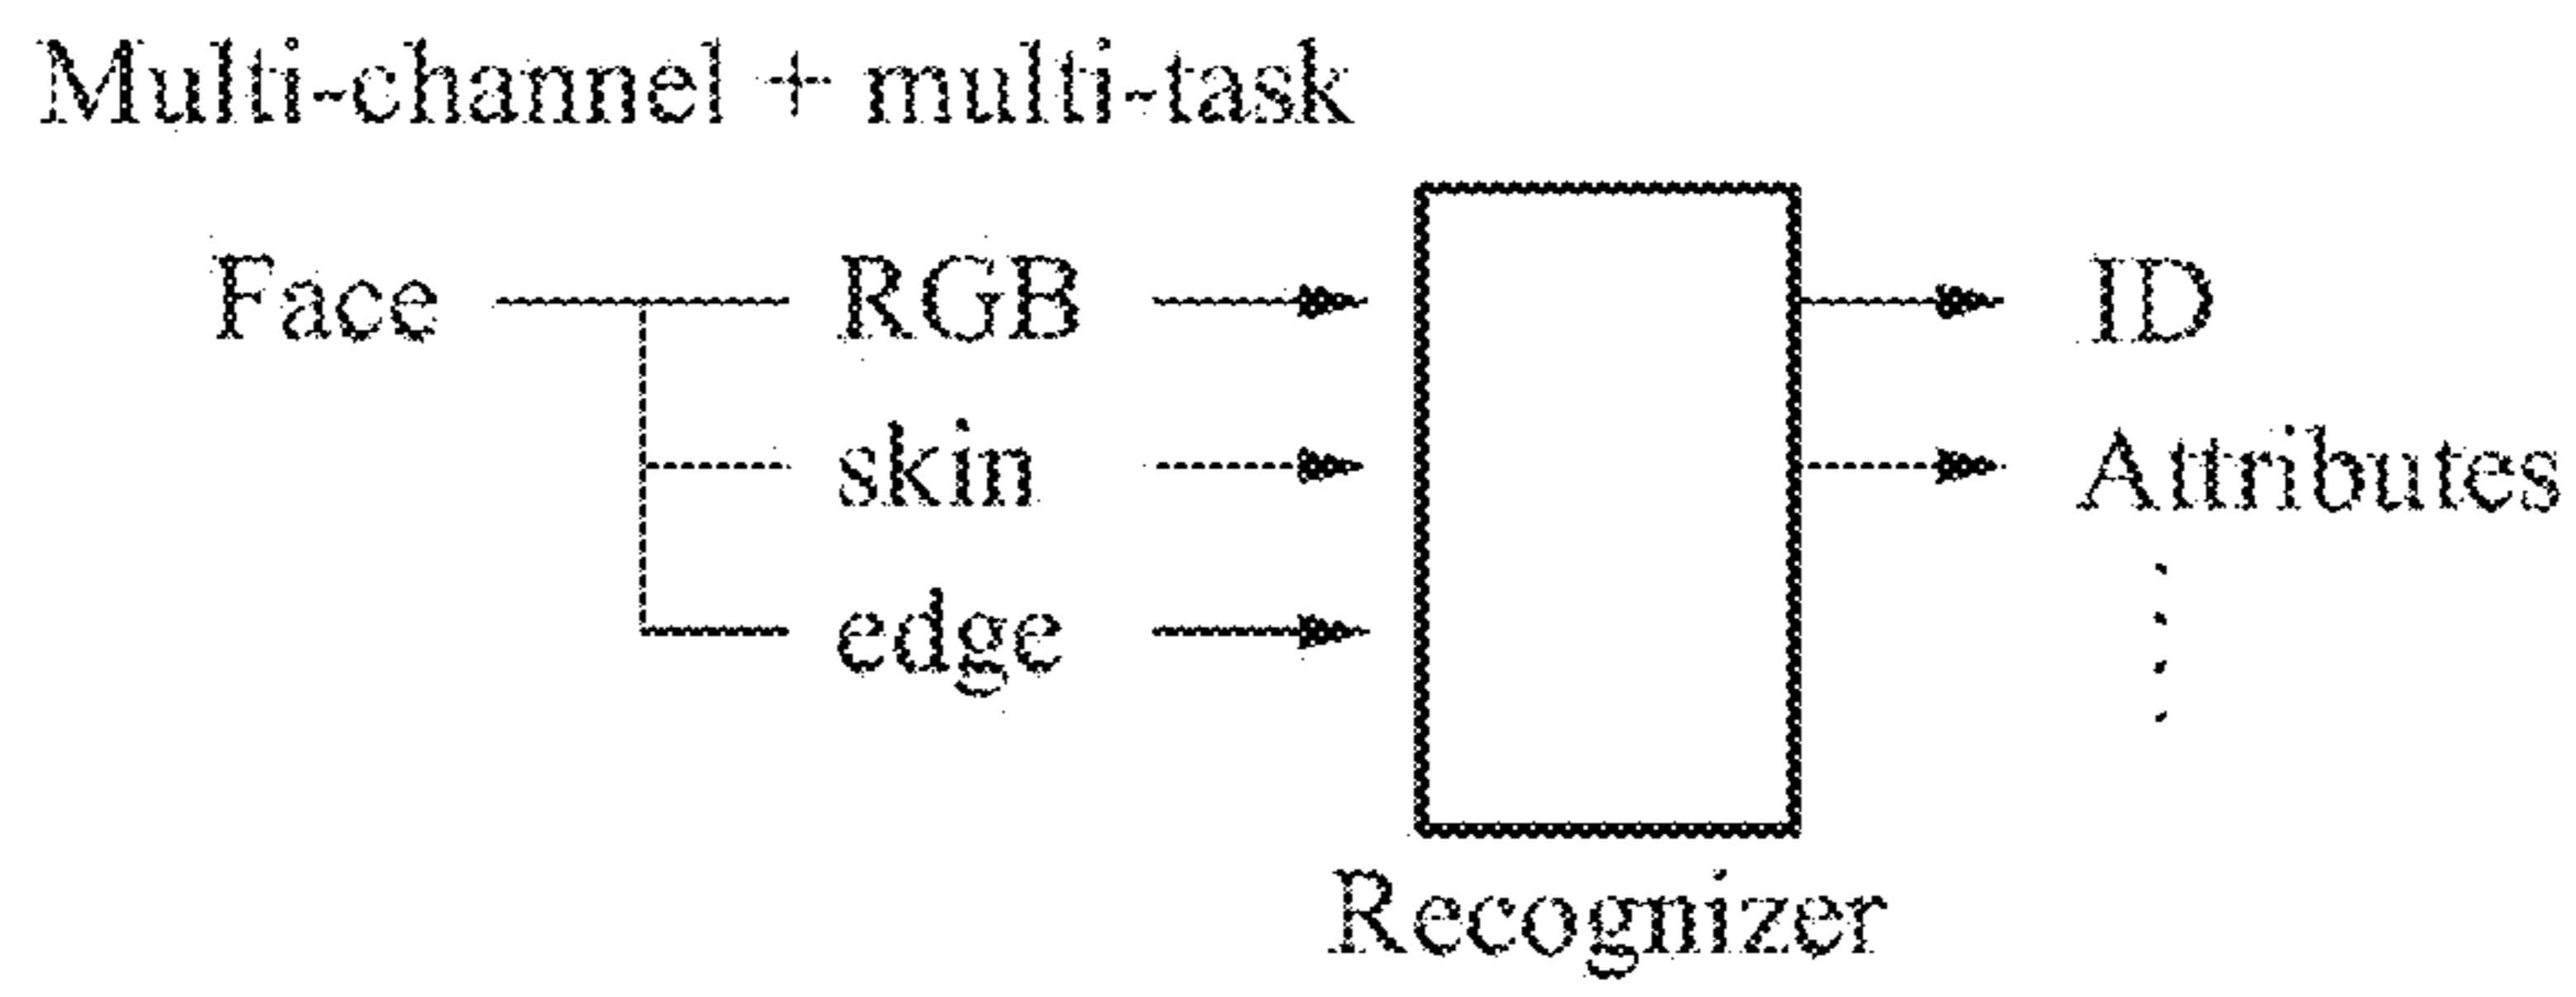 Multi-channel + multi-task
Face RGB ID
skin Attributes
edge
Recognizer